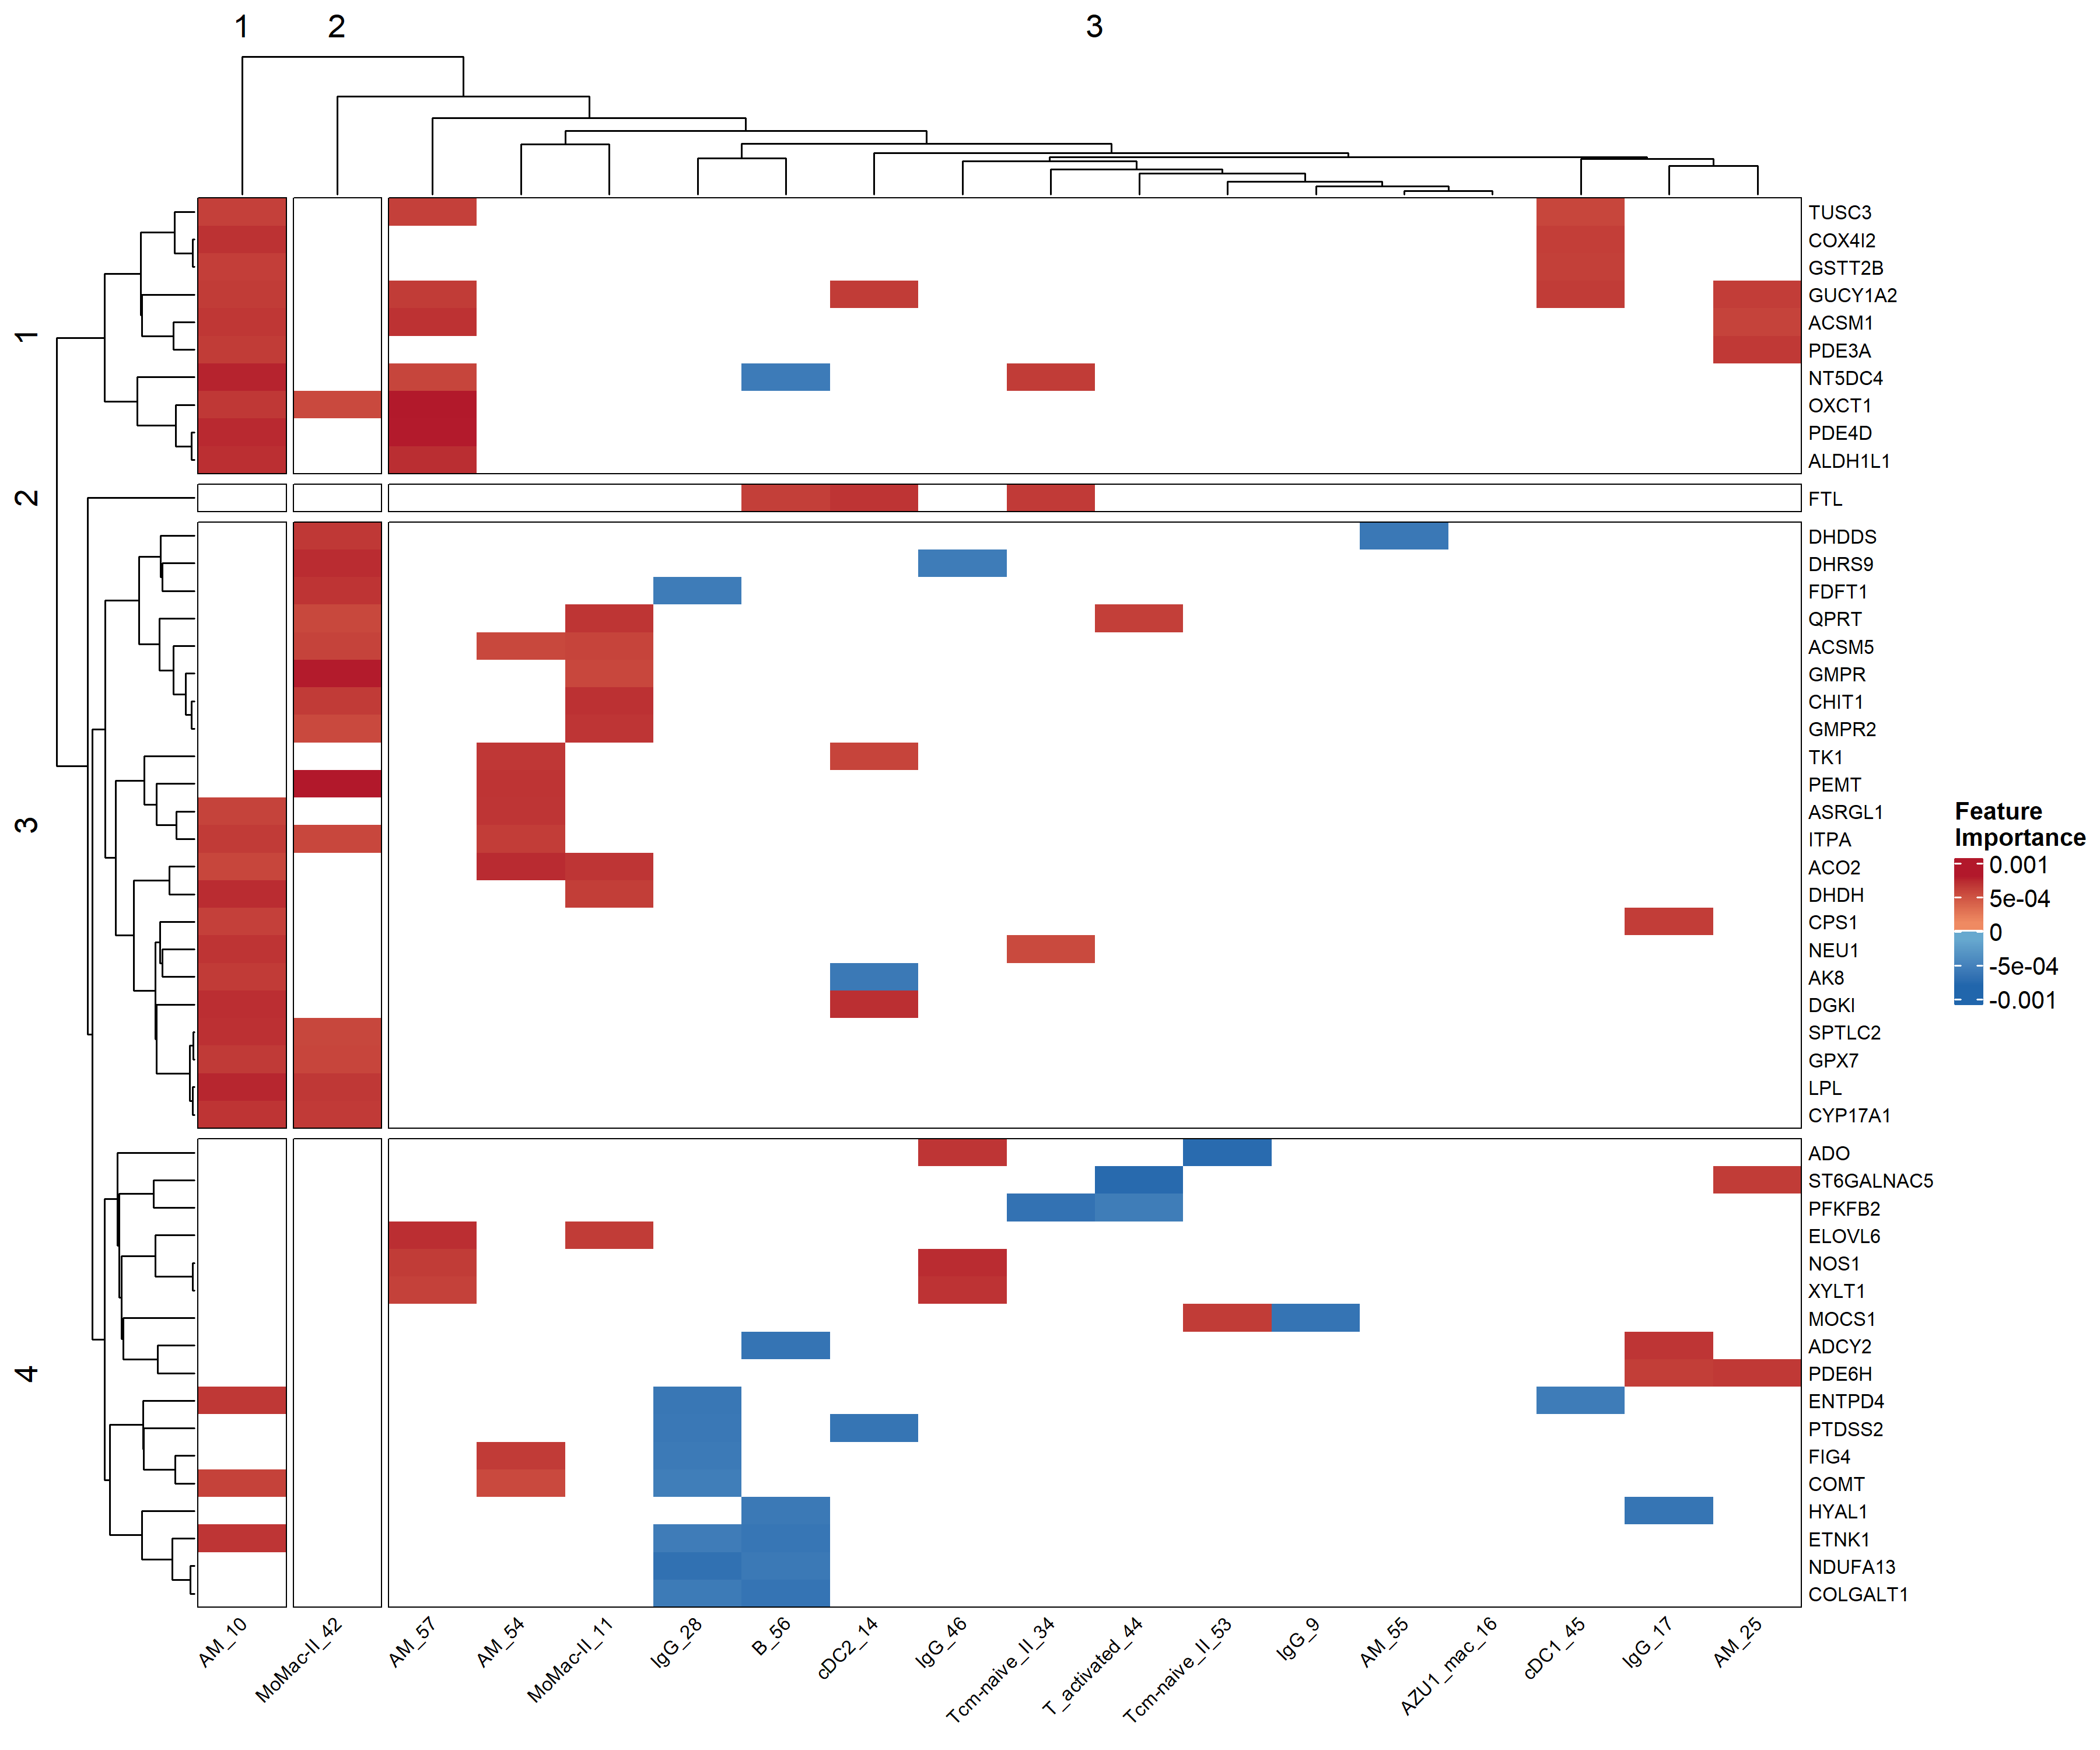 1 2 3
1
2
3
4
TUSC3
COX4I2
GSTT2B
GUCY1A2
ACSM1
PDE3A
NT5DC4
OXCT1
PDE4D
ALDH1L1
FTL
DHDDS
DHRS9
FDFT1
QPRT
ACSM5
GMPR
CHIT1
GMPR2
TK1
PEMT
ASRGL1
ITPA
ACO2
DHDH
CPS1
NEU1
AK8
DGKI
SPTLC2
GPX7
LPL
CYP17A1
ADO
ST6GALNAC5
PFKFB2
ELOVL6
NOS1
XYLT1
MOCS1
ADCY2
PDE6H
ENTPD4
PTDSS2
FIG4
COMT
HYAL1
ETNK1
NDUFA13
COLGALT1
AM_10
MoMac-II_42
AM_57
AM_54
MoMac-II_11
IgG_28
B_56
cDC2_14
IgG_46
Tcm-naive_II_34
T_activated_44
Tcm-naive_II_53
IgG_9
AM_55
AZU1_mac_16
cDC1_45
IgG_17
AM_25
Feature
Importance
0.001
5e-04
0
-5e-04
-0.001